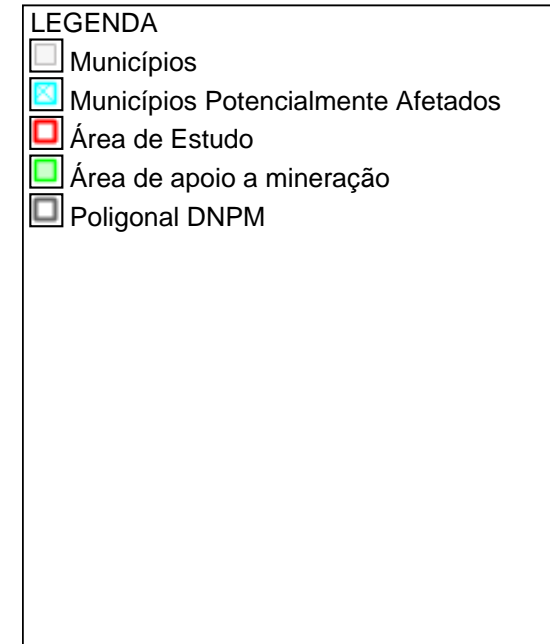 LEGENDA
Municípios
Municípios Potencialmente Afetados
Área de Estudo
Área de apoio a mineração
Poligonal DNPM